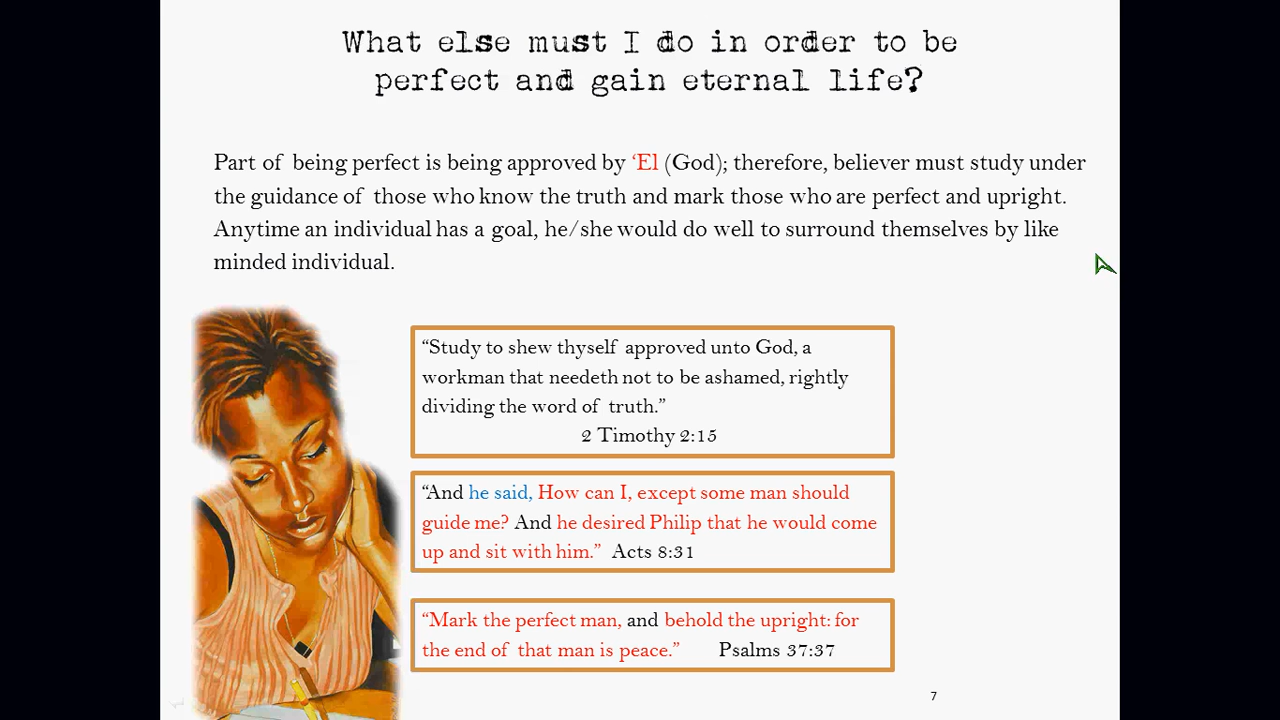 What else must I do in order to be
perfect and gain eternal life?
Part of being perfect is being approved by ‘El (God); therefore, believer must study under
the guidance of those who know the truth and mark those who are perfect and upright.
Anytime an individual has a goal, he/she would do well to surround themselves by like
minded individual.
“Study to shew thyself approved unto God, a
workman that needeth not to be ashamed, rightly
dividing the word of truth.”
2 Timothy 2:15
“And he said, How can I, except some man should
guide me? And he desired Philip that he would come
up and sit with him.” Acts 8:31
“Mark the perfect man, and behold the upright: for
the end of that man is peace.” Psalms 37:37
7